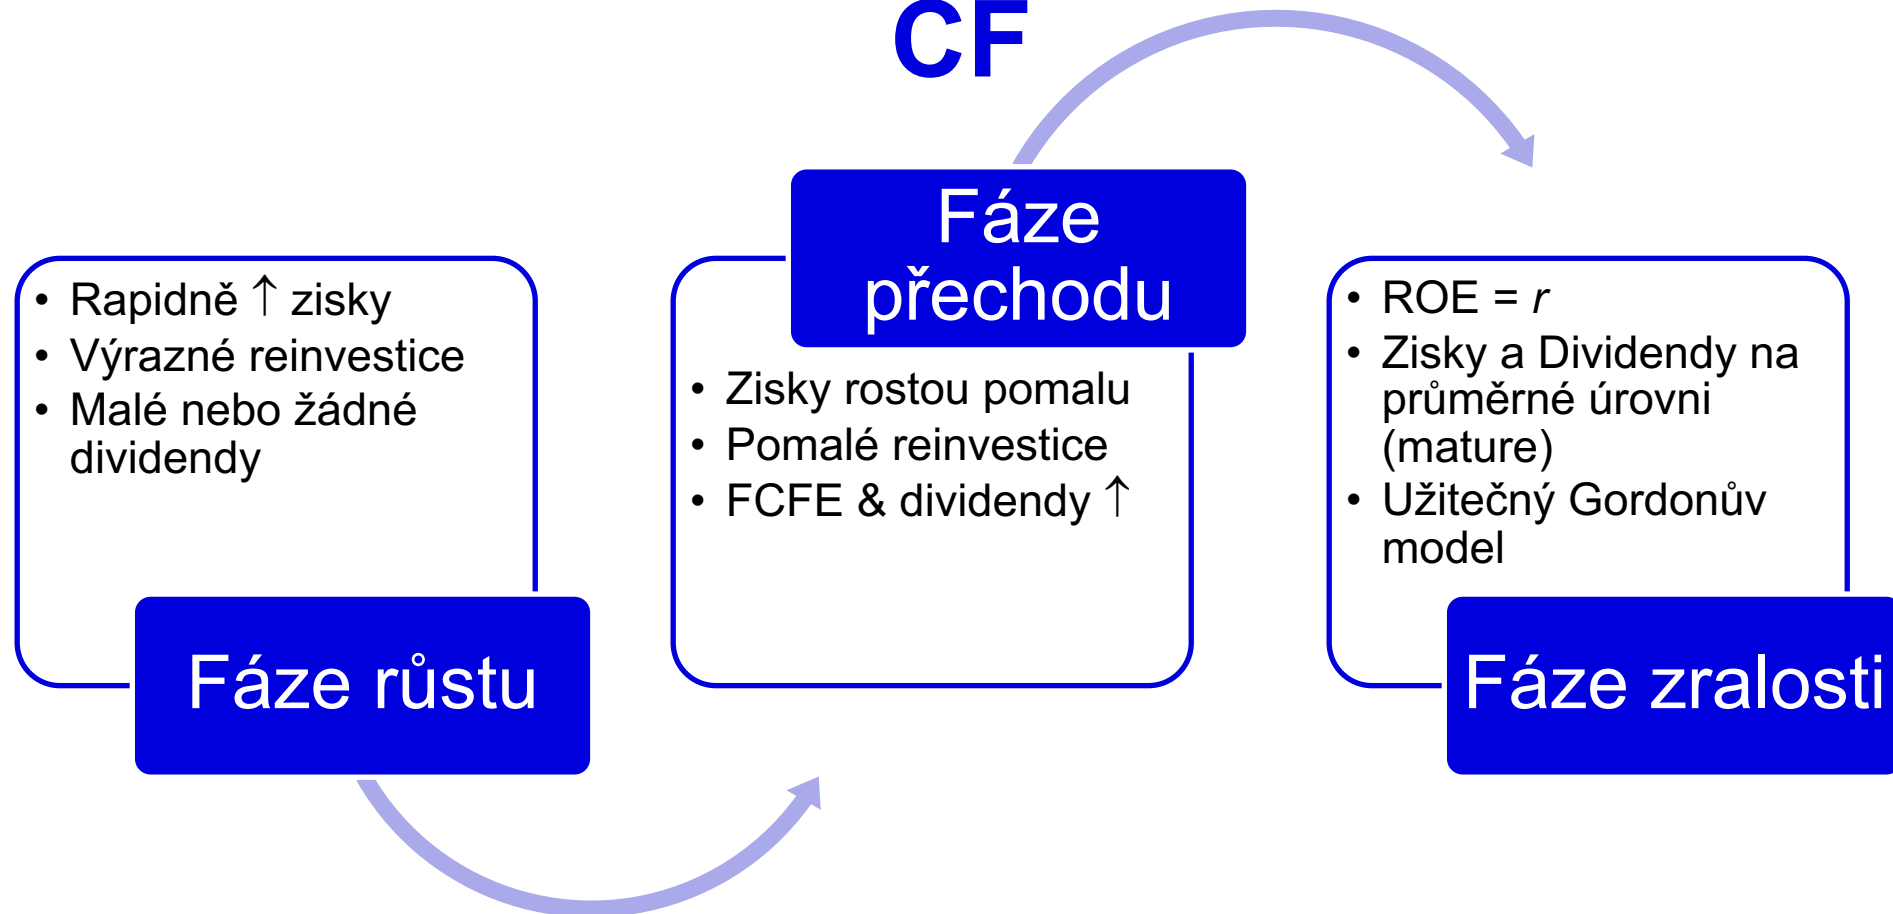 CF
• Rapidně ↑ zisky
• Výrazné reinvestice
• Malé nebo žádné
dividendy
Fáze růstu
Fáze
přechodu
• Zisky rostou pomalu
• Pomalé reinvestice
• FCFE & dividendy ↑
• ROE = r
• Zisky a Dividendy na
průměrné úrovni
(mature)
• Užitečný Gordonův
model
Fáze zralosti